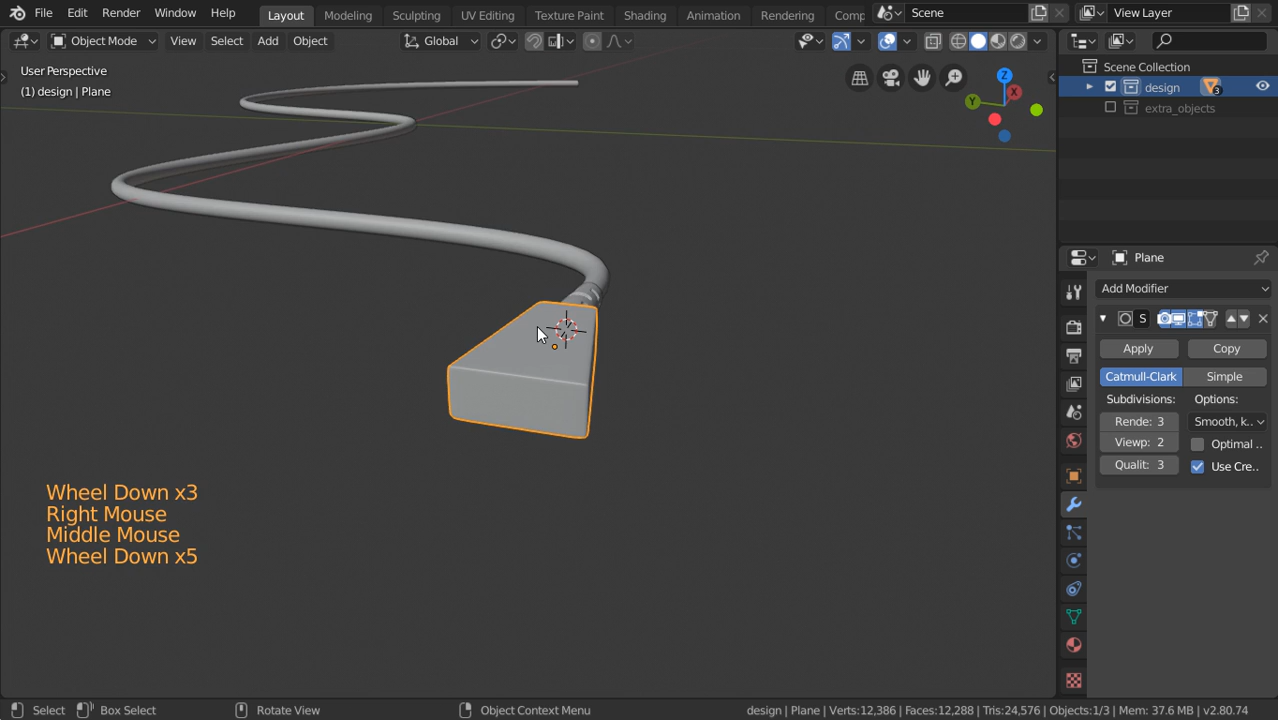 File Edit Render Window Help Layout Modeling Sculpting UV Editing Texture Paint Shading Animation Rendering Comp Scene View Layer
Object Mode View Select Add Object Global
User Perspective
(1) design | Plane
Scene Collection
design 3
extra_objects
Z
X
Y
Plane
Add Modifier
S
Apply Copy
Catmull-Clark Simple
Subdivisions: Options:
Rende: 3 Smooth, k..
Viewp: 2 Optimal ..
Qualit: 3 Use Cre..
Wheel Down x3
Right Mouse
Middle Mouse
Wheel Down x5
Select Box Select Rotate View Object Context Menu design | Plane | Verts:12,386 | Faces:12,288 | Tris:24,576 | Objects:1/3 | Mem: 37.6 MB | v2.80.74